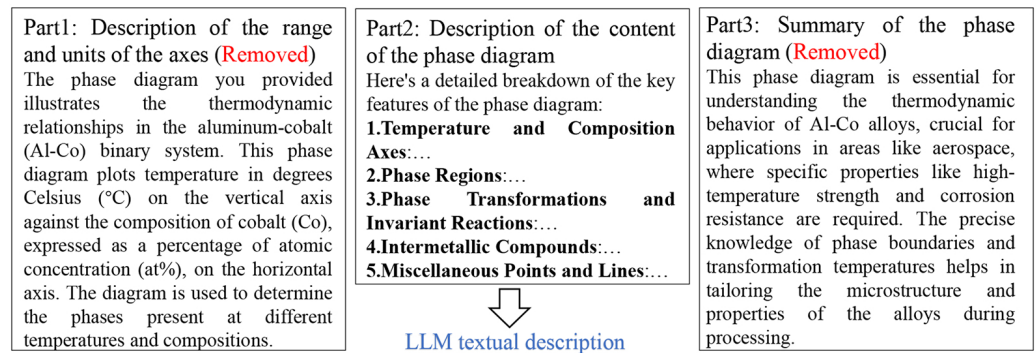 Part1: Description of the range
and units of the axes (Removed)
The phase diagram you provided
illustrates the thermodynamic
relationships in the aluminum-cobalt
(Al-Co) binary system. This phase
diagram plots temperature in degrees
Celsius (°C) on the vertical axis
against the composition of cobalt (Co),
expressed as a percentage of atomic
concentration (at%), on the horizontal
axis. The diagram is used to determine
the phases present at different
temperatures and compositions.
Part2: Description of the content
of the phase diagram
Here's a detailed breakdown of the key
features of the phase diagram:
1.Temperature and Composition
Axes:…
2.Phase Regions:…
3.Phase Transformations and
Invariant Reactions:…
4.Intermetallic Compounds:…
5.Miscellaneous Points and Lines:…
LLM textual description
Part3: Summary of the phase
diagram (Removed)
This phase diagram is essential for
understanding the thermodynamic
behavior of Al-Co alloys, crucial for
applications in areas like aerospace,
where specific properties like high-
temperature strength and corrosion
resistance are required. The precise
knowledge of phase boundaries and
transformation temperatures helps in
tailoring the microstructure and
properties of the alloys during
processing.